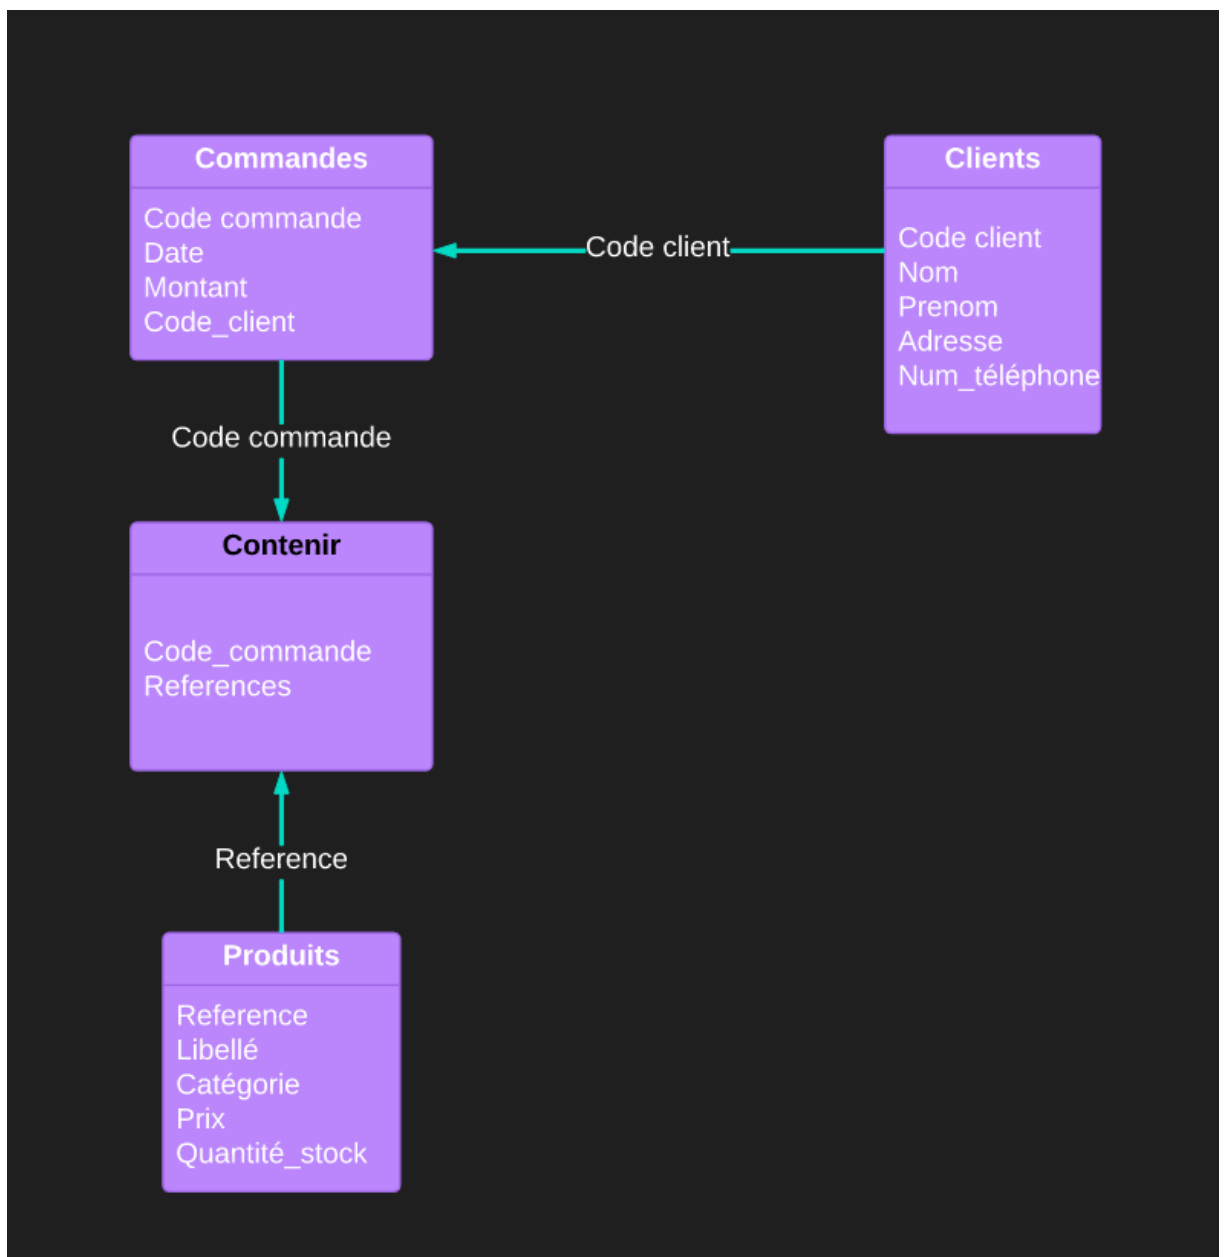 Commandes
Code commande
Date
Montant
Code_client
Code client
Clients
Code client
Nom
Prenom
Adresse
Num_téléphone
Code commande
Contenir
Code_commande
References
Reference
Produits
Reference
Libellé
Catégorie
Prix
Quantité_stock